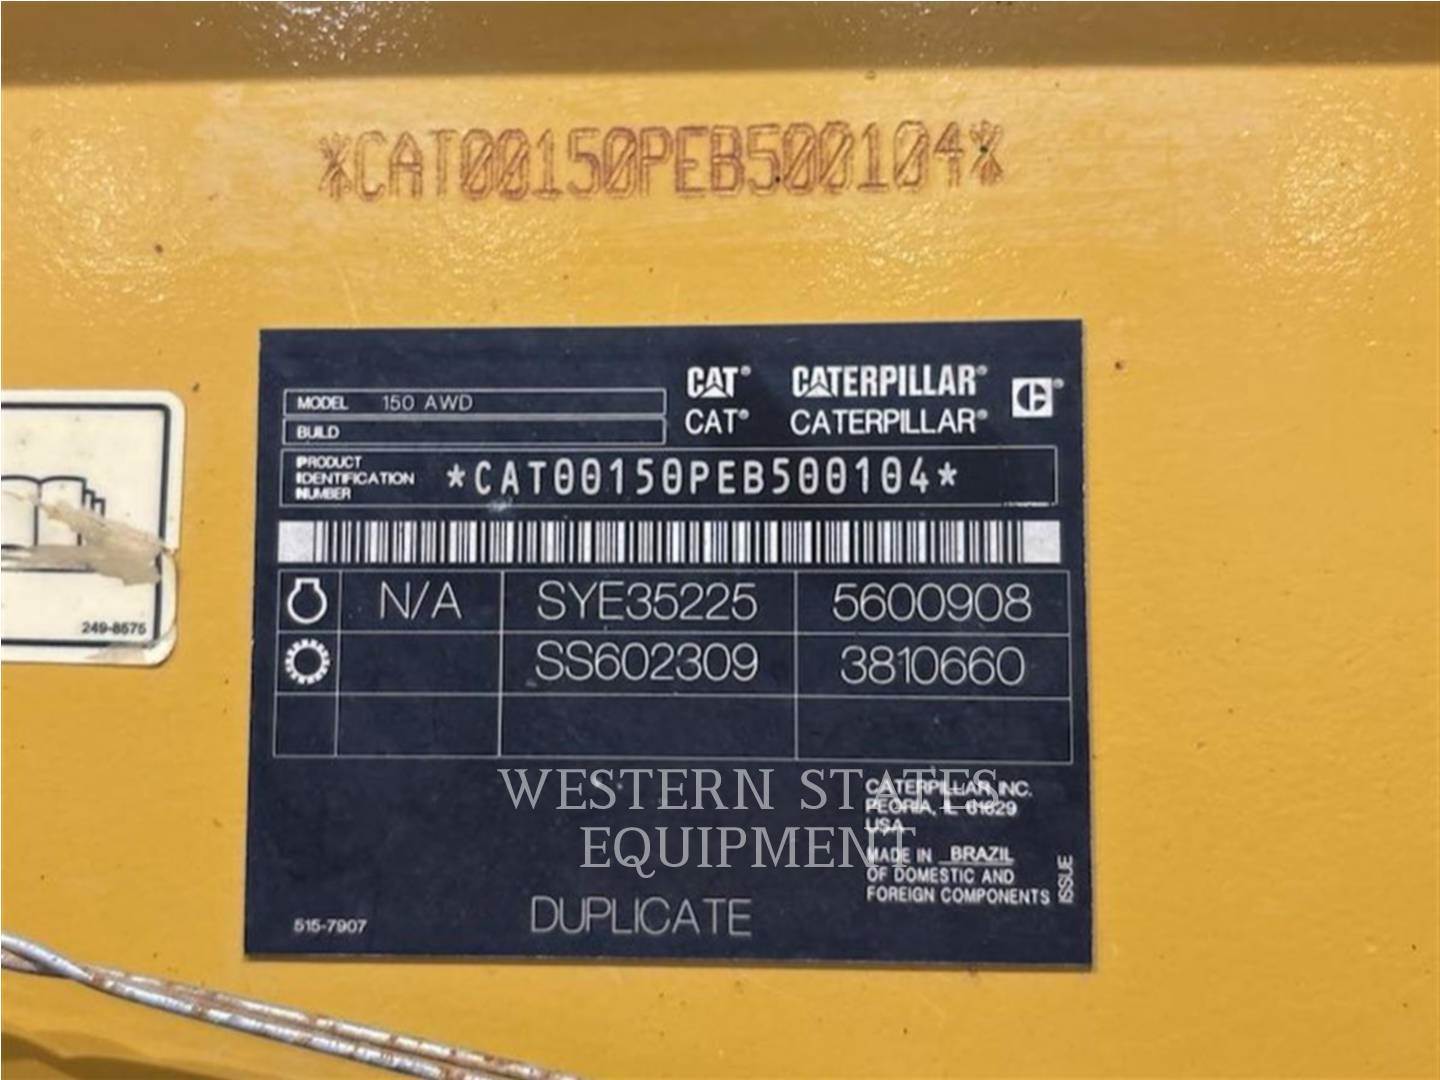 *CAT00150PEB500104*
MODEL 150 AWD
BUILD
CAT® CATERPILLAR®
CAT® CATERPILLAR®
PRODUCT
IDENTIFICATION
NUMBER
*CAT00150PEB500104*
N/A SYE35225 5600908
SS602309 3810660
249-8575
WESTERN STATES
EQUIPMENT
CATERPILLAR, INC.
PEORIA, IL 61629
USA
MADE IN BRAZIL
OF DOMESTIC AND
FOREIGN COMPONENTS
ISSUE
515-7907
DUPLICATE